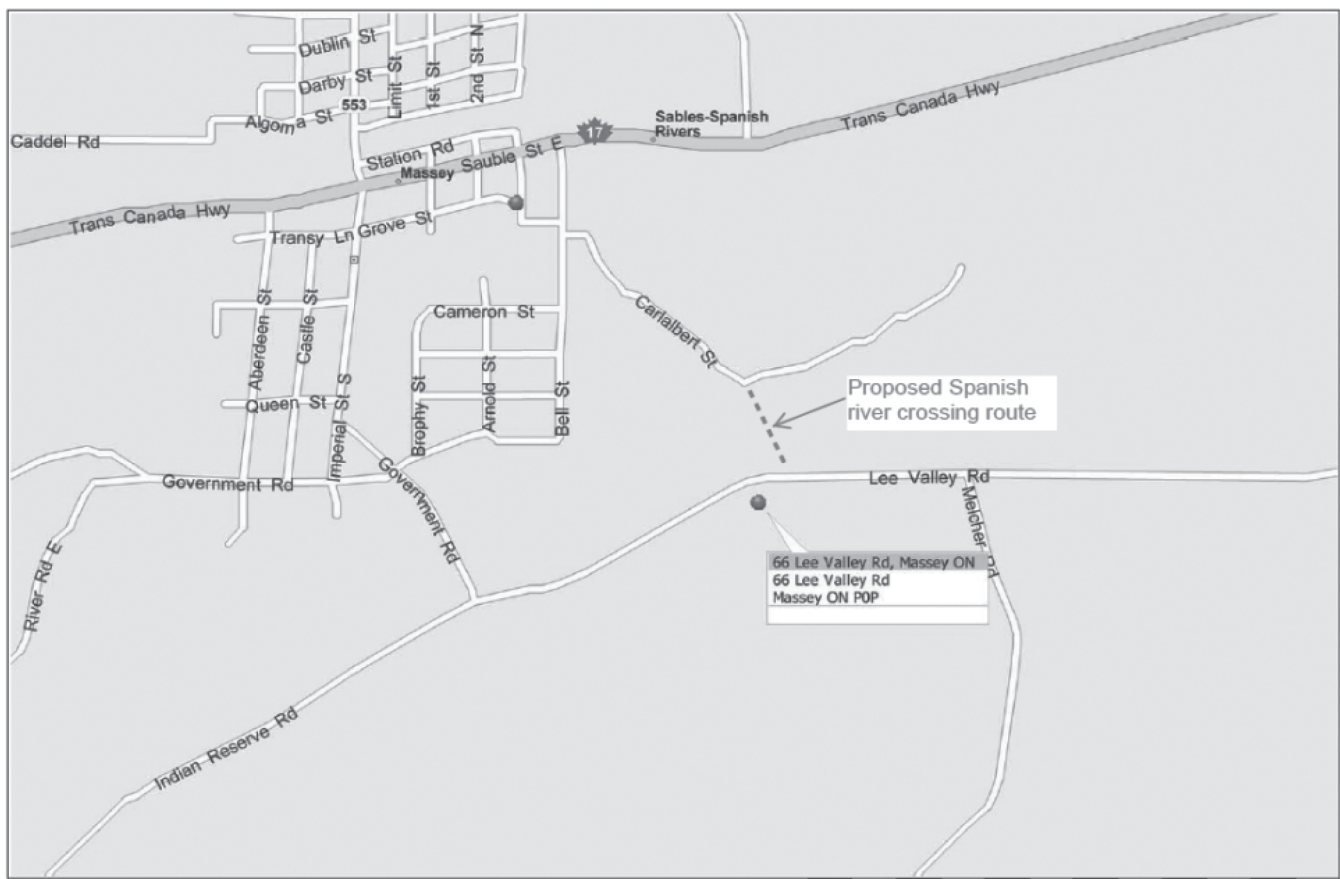 Dublin St
Darby St
Limit St
1st St
2nd St N
553
Algoma St
Caddel Rd
Station Rd
17
Sables-Spanish
Rivers
Trans Canada Hwy
Massey
Sauble St E
Trans Canada Hwy
Transy Ln
Grove St
Aberdeen St
Castle St
Cameron St
Carlalbert St
Queen St
Imperial St S
Brophy St
Arnold St
Bell St
Proposed Spanish
river crossing route
Government Rd
Government Rd
Lee Valley Rd
Melcher Rd
River Rd E
66 Lee Valley Rd, Massey ON
66 Lee Valley Rd
Massey ON P0P
Indian Reserve Rd